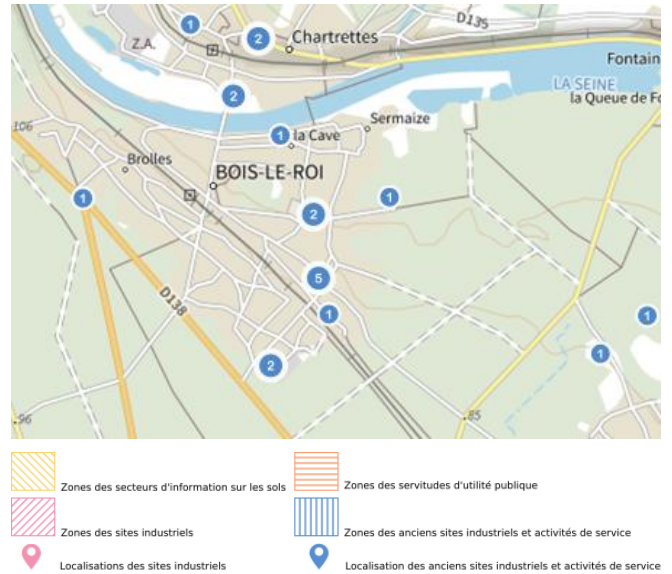 1
2
Chartrettes
D135
Z.A.
Fontain
LA SEINE
2
la Queue de Fo
106
Sermaize
1
la Cave
Brolles
BOIS-LE-ROI
1
1
2
5
D138
1
1
1
2
96
85
Zones des secteurs d'information sur les sols
Zones des servitudes d'utilité publique
Zones des sites industriels
Zones des anciens sites industriels et activités de service
Localisations des sites industriels
Localisation des anciens sites industriels et activités de service